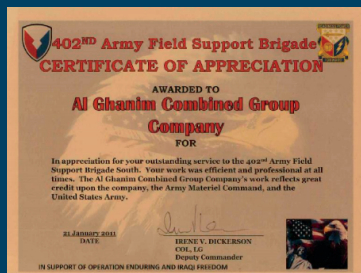 402ND Army Field Support Brigade
CERTIFICATE OF APPRECIATION
AWARDED TO
Al Ghanim Combined Group
Company
FOR
In appreciation for your outstanding service to the 402nd Army Field
Support Brigade South. Your work was efficient and professional at all
times. The Al Ghanim Combined Group Company's work reflects great
credit upon the company, the Army Materiel Command, and the
United States Army.
21 January 2011
DATE
IRENE V. DICKERSON
COL, LG
Deputy Commander
IN SUPPORT OF OPERATION ENDURING AND IRAQI FREEDOM